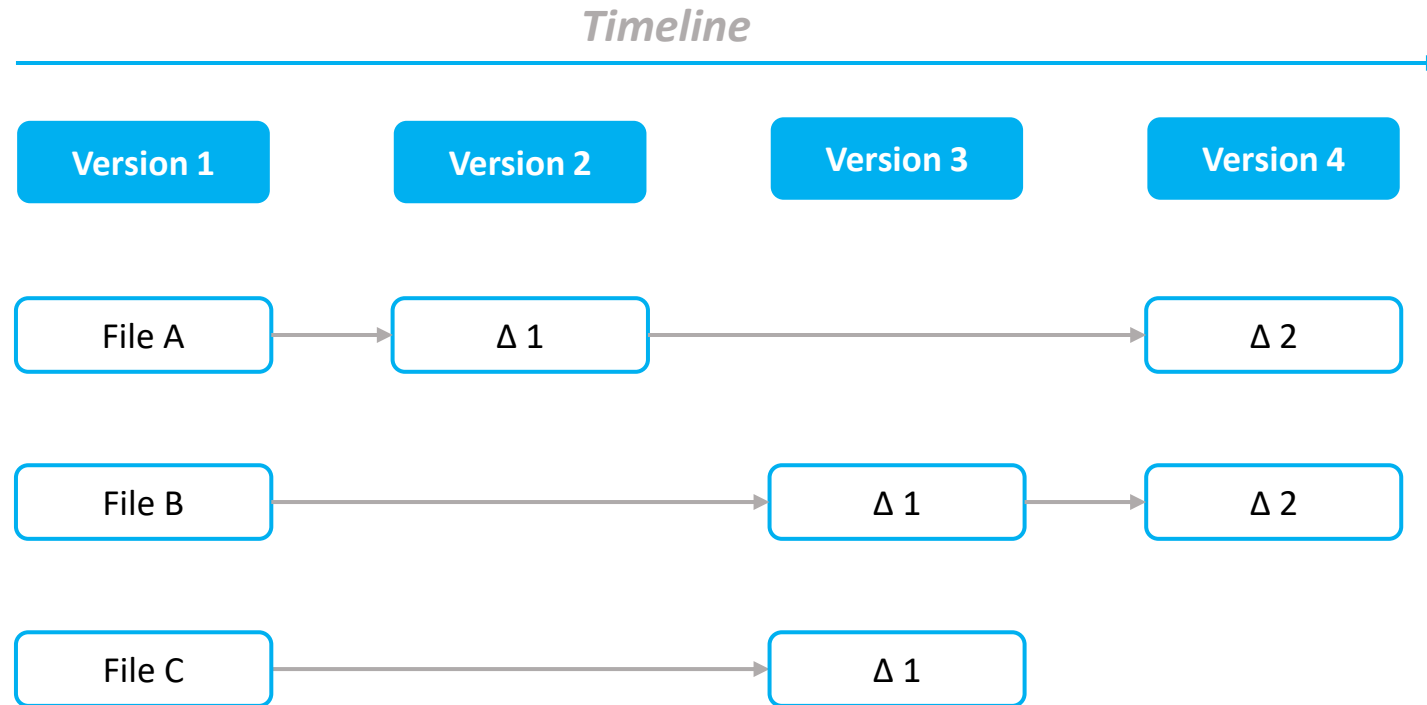 Timeline
Version 1 Version 2 Version 3 Version 4
File A Δ 1 Δ 2
File B Δ 1 Δ 2
File C Δ 1